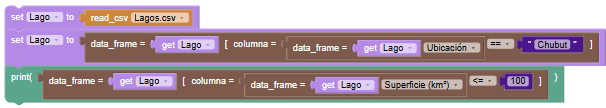 set Lago to read_csv Lagos.csv
set Lago to data_frame= get Lago [ columna= data_frame= get Lago Ubicación == " Chubut " ]
print( data_frame= get Lago [ columna= data_frame= get Lago Superficie (km²) <= 100 ] )